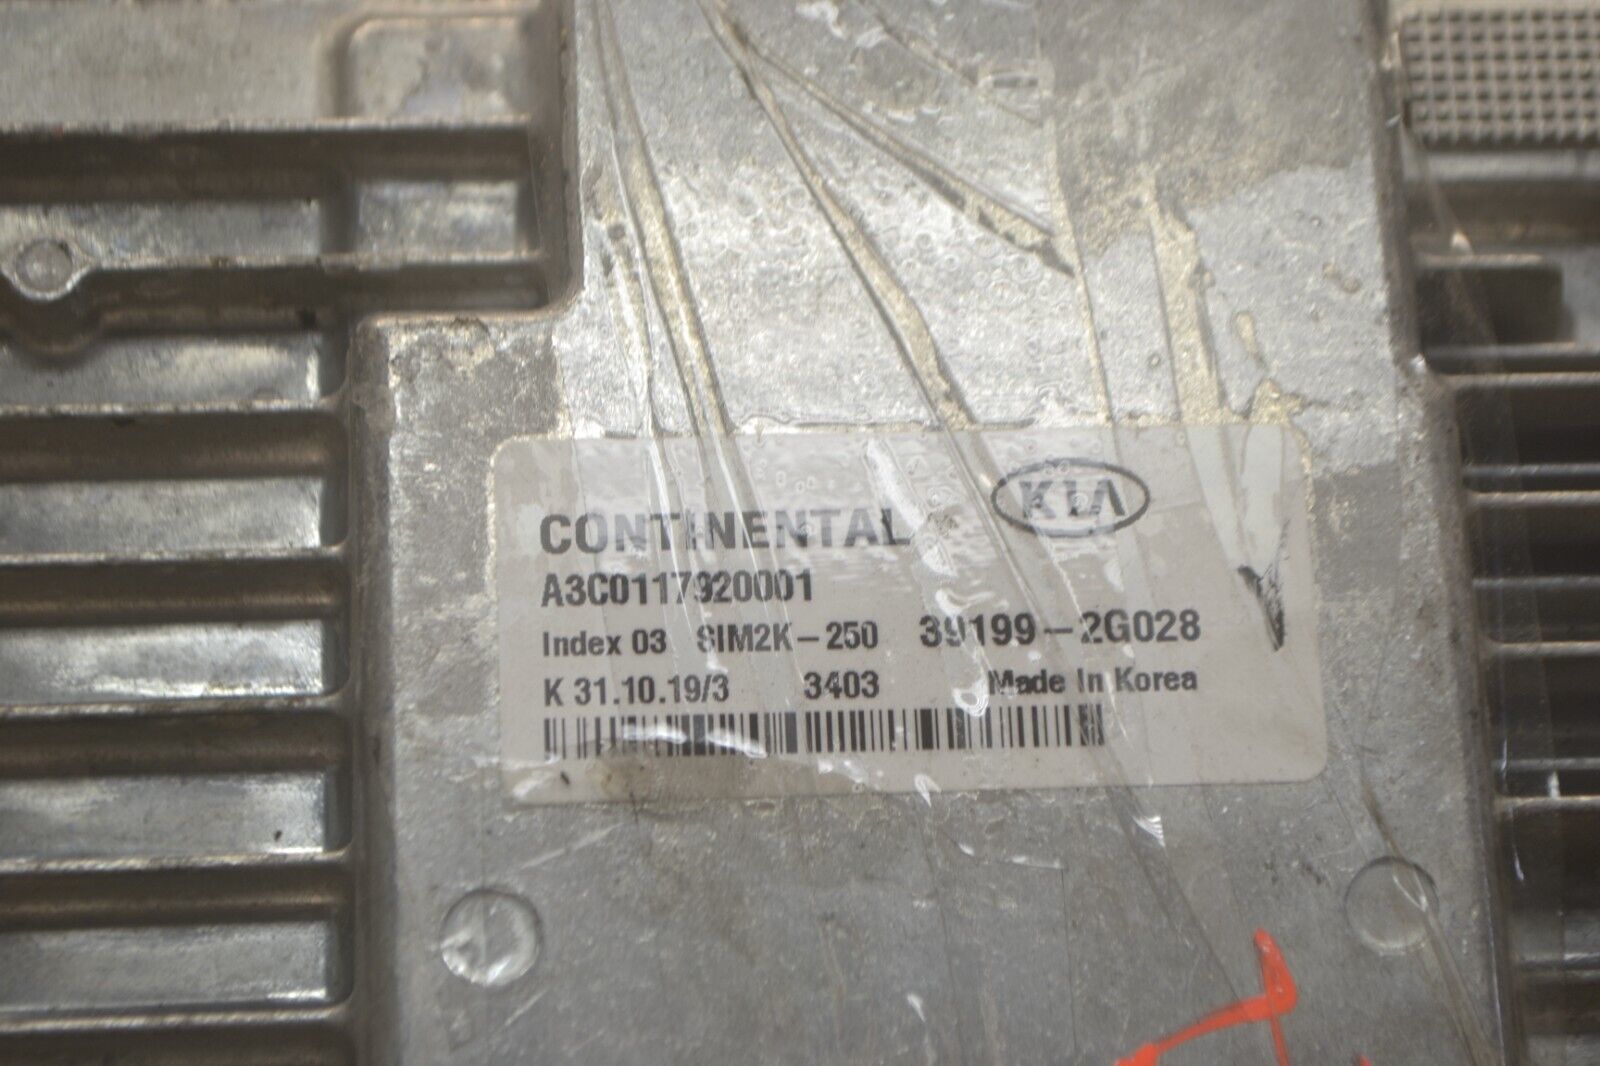 CONTINENTAL KIA
A3C0117920001
Index 03 SIM2K-250 39199-2G028
K 31.10.19/3 3403 Made In Korea